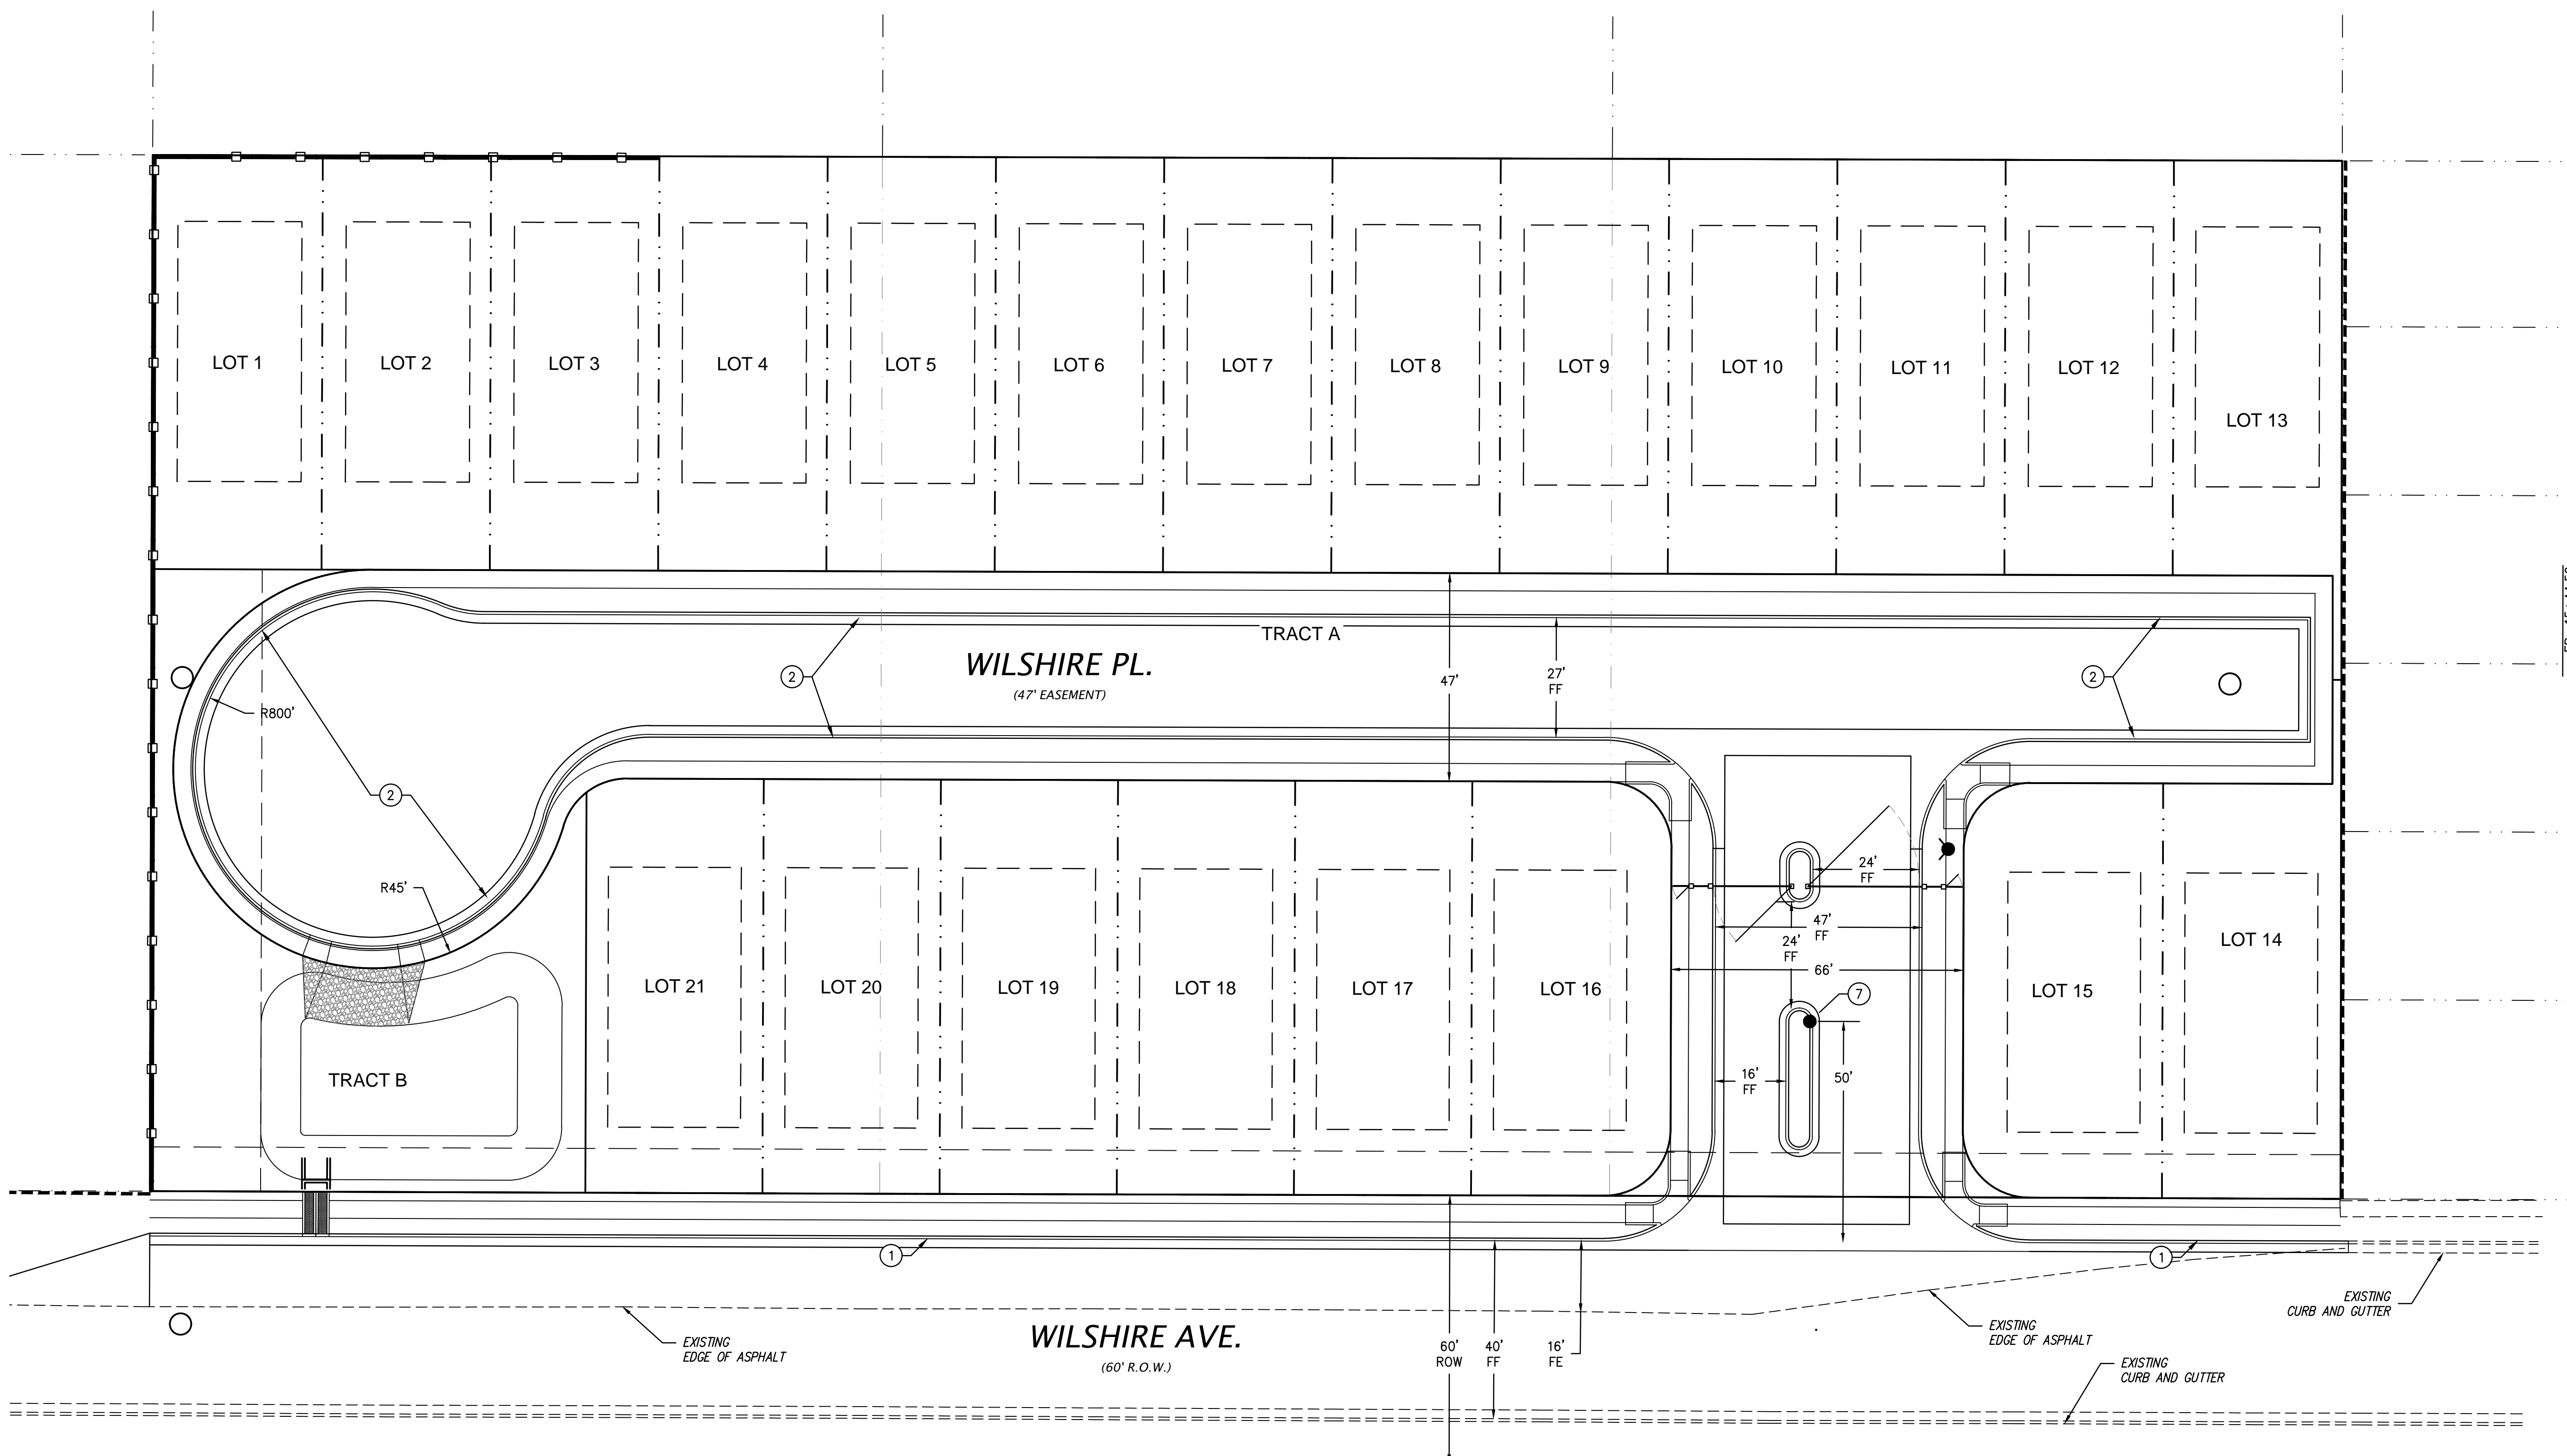 LOT 1
LOT 2
LOT 3
LOT 4
LOT 5
LOT 6
LOT 7
LOT 8
LOT 9
LOT 10
LOT 11
LOT 12
LOT 13
TRACT A
WILSHIRE PL.
(47' EASEMENT)
2
47'
27'
FF
2
R800'
2
R45'
24'
FF
47'
FF
24'
FF
66'
7
LOT 21
LOT 20
LOT 19
LOT 18
LOT 17
LOT 16
LOT 15
LOT 14
16'
FF
50'
TRACT B
1
1
EXISTING
EDGE OF ASPHALT
WILSHIRE AVE.
(60' R.O.W.)
60'
ROW
40'
FF
16'
FE
EXISTING
EDGE OF ASPHALT
EXISTING
CURB AND GUTTER
EXISTING
CURB AND GUTTER